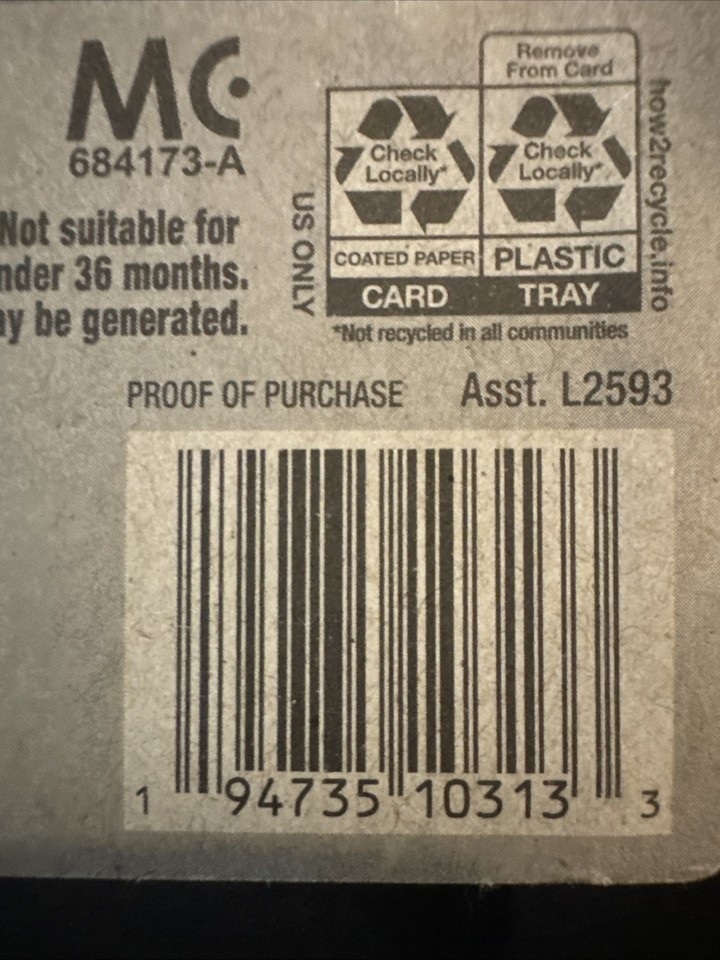 MC
684173-A
Not suitable for
nder 36 months.
ay be generated.
US ONLY
Remove
From Card
Check
Locally*
Check
Locally*
COATED PAPER
PLASTIC
CARD
TRAY
*Not recycled in all communities
how2recycle.info
PROOF OF PURCHASE
Asst. L2593
1 94735 10313 3